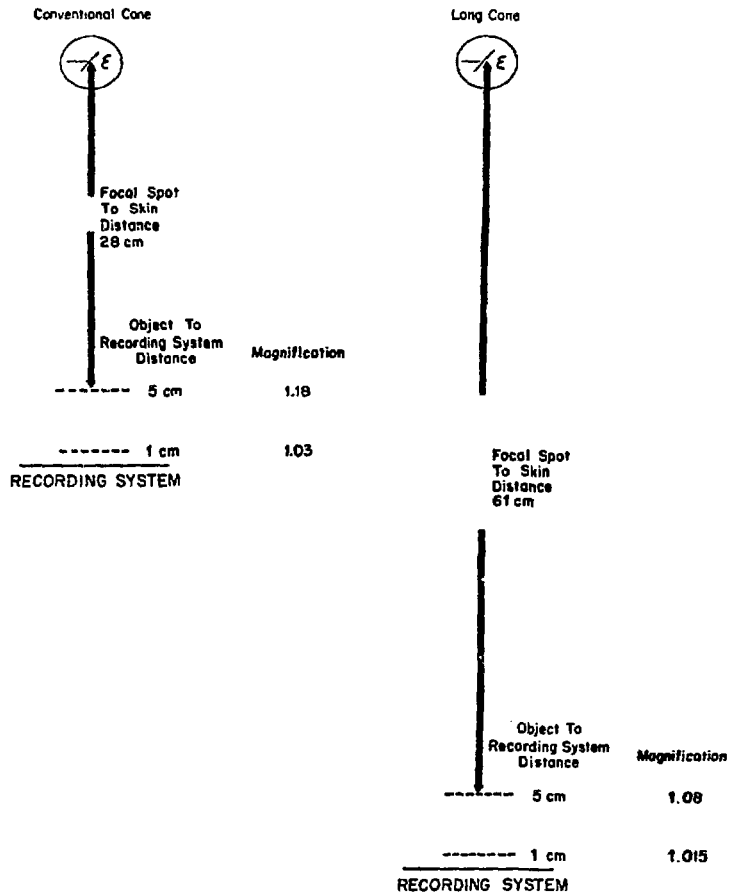 Conventional Cone
Focal Spot
To Skin
Distance
28 cm
Object To
Recording System
Distance
Magnification
5 cm
1.18
1 cm
1.03
RECORDING SYSTEM
Long Cone
Focal Spot
To Skin
Distance
61 cm
Object To
Recording System
Distance
Magnification
5 cm
1.08
1 cm
1.015
RECORDING SYSTEM